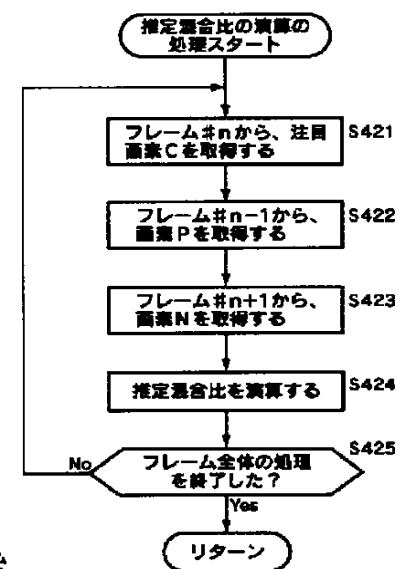 推定混合比の演算の
処理スタート
フレーム#nから、注目
画素Cを取得する
S421
フレーム#n-1から、
画素Pを取得する
S422
フレーム#n+1から、
画素Nを取得する
S423
推定混合比を演算する
S424
S425
フレーム全体の処理
を終了した?
No
Yes
リターン